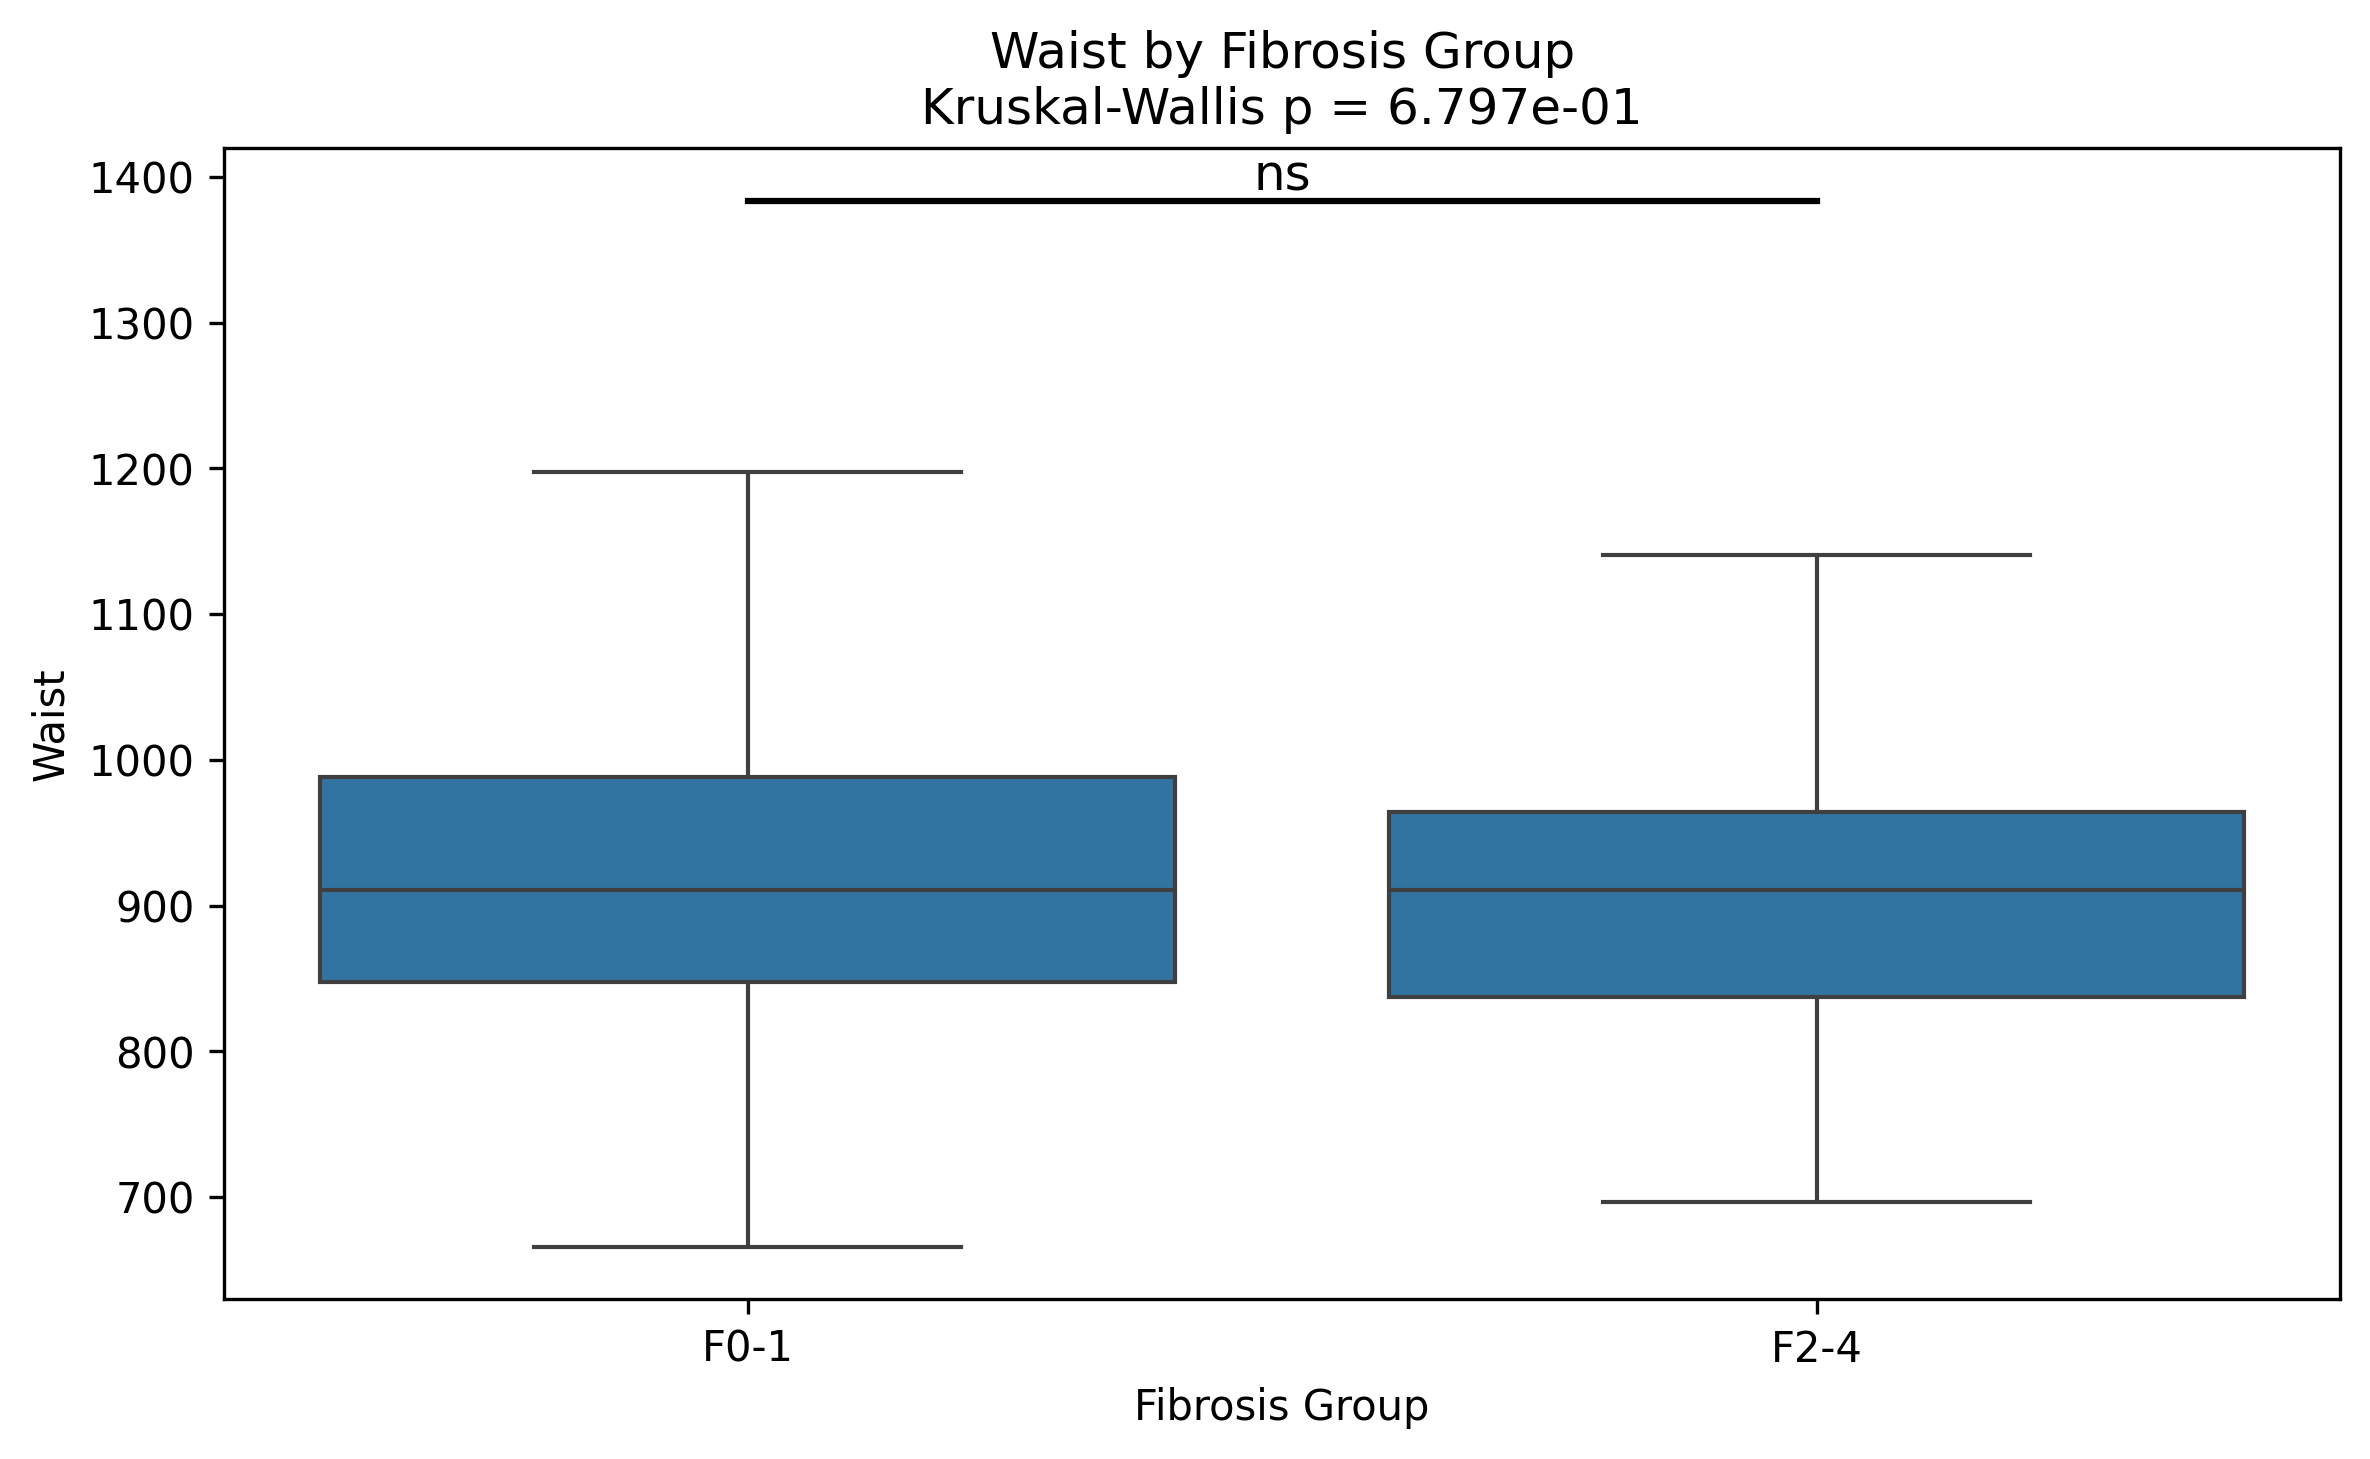 Waist by Fibrosis Group
Kruskal-Wallis p = 6.797e-01
ns
1400
1300
1200
1100
1000
900
800
700
Waist
F0-1
F2-4
Fibrosis Group